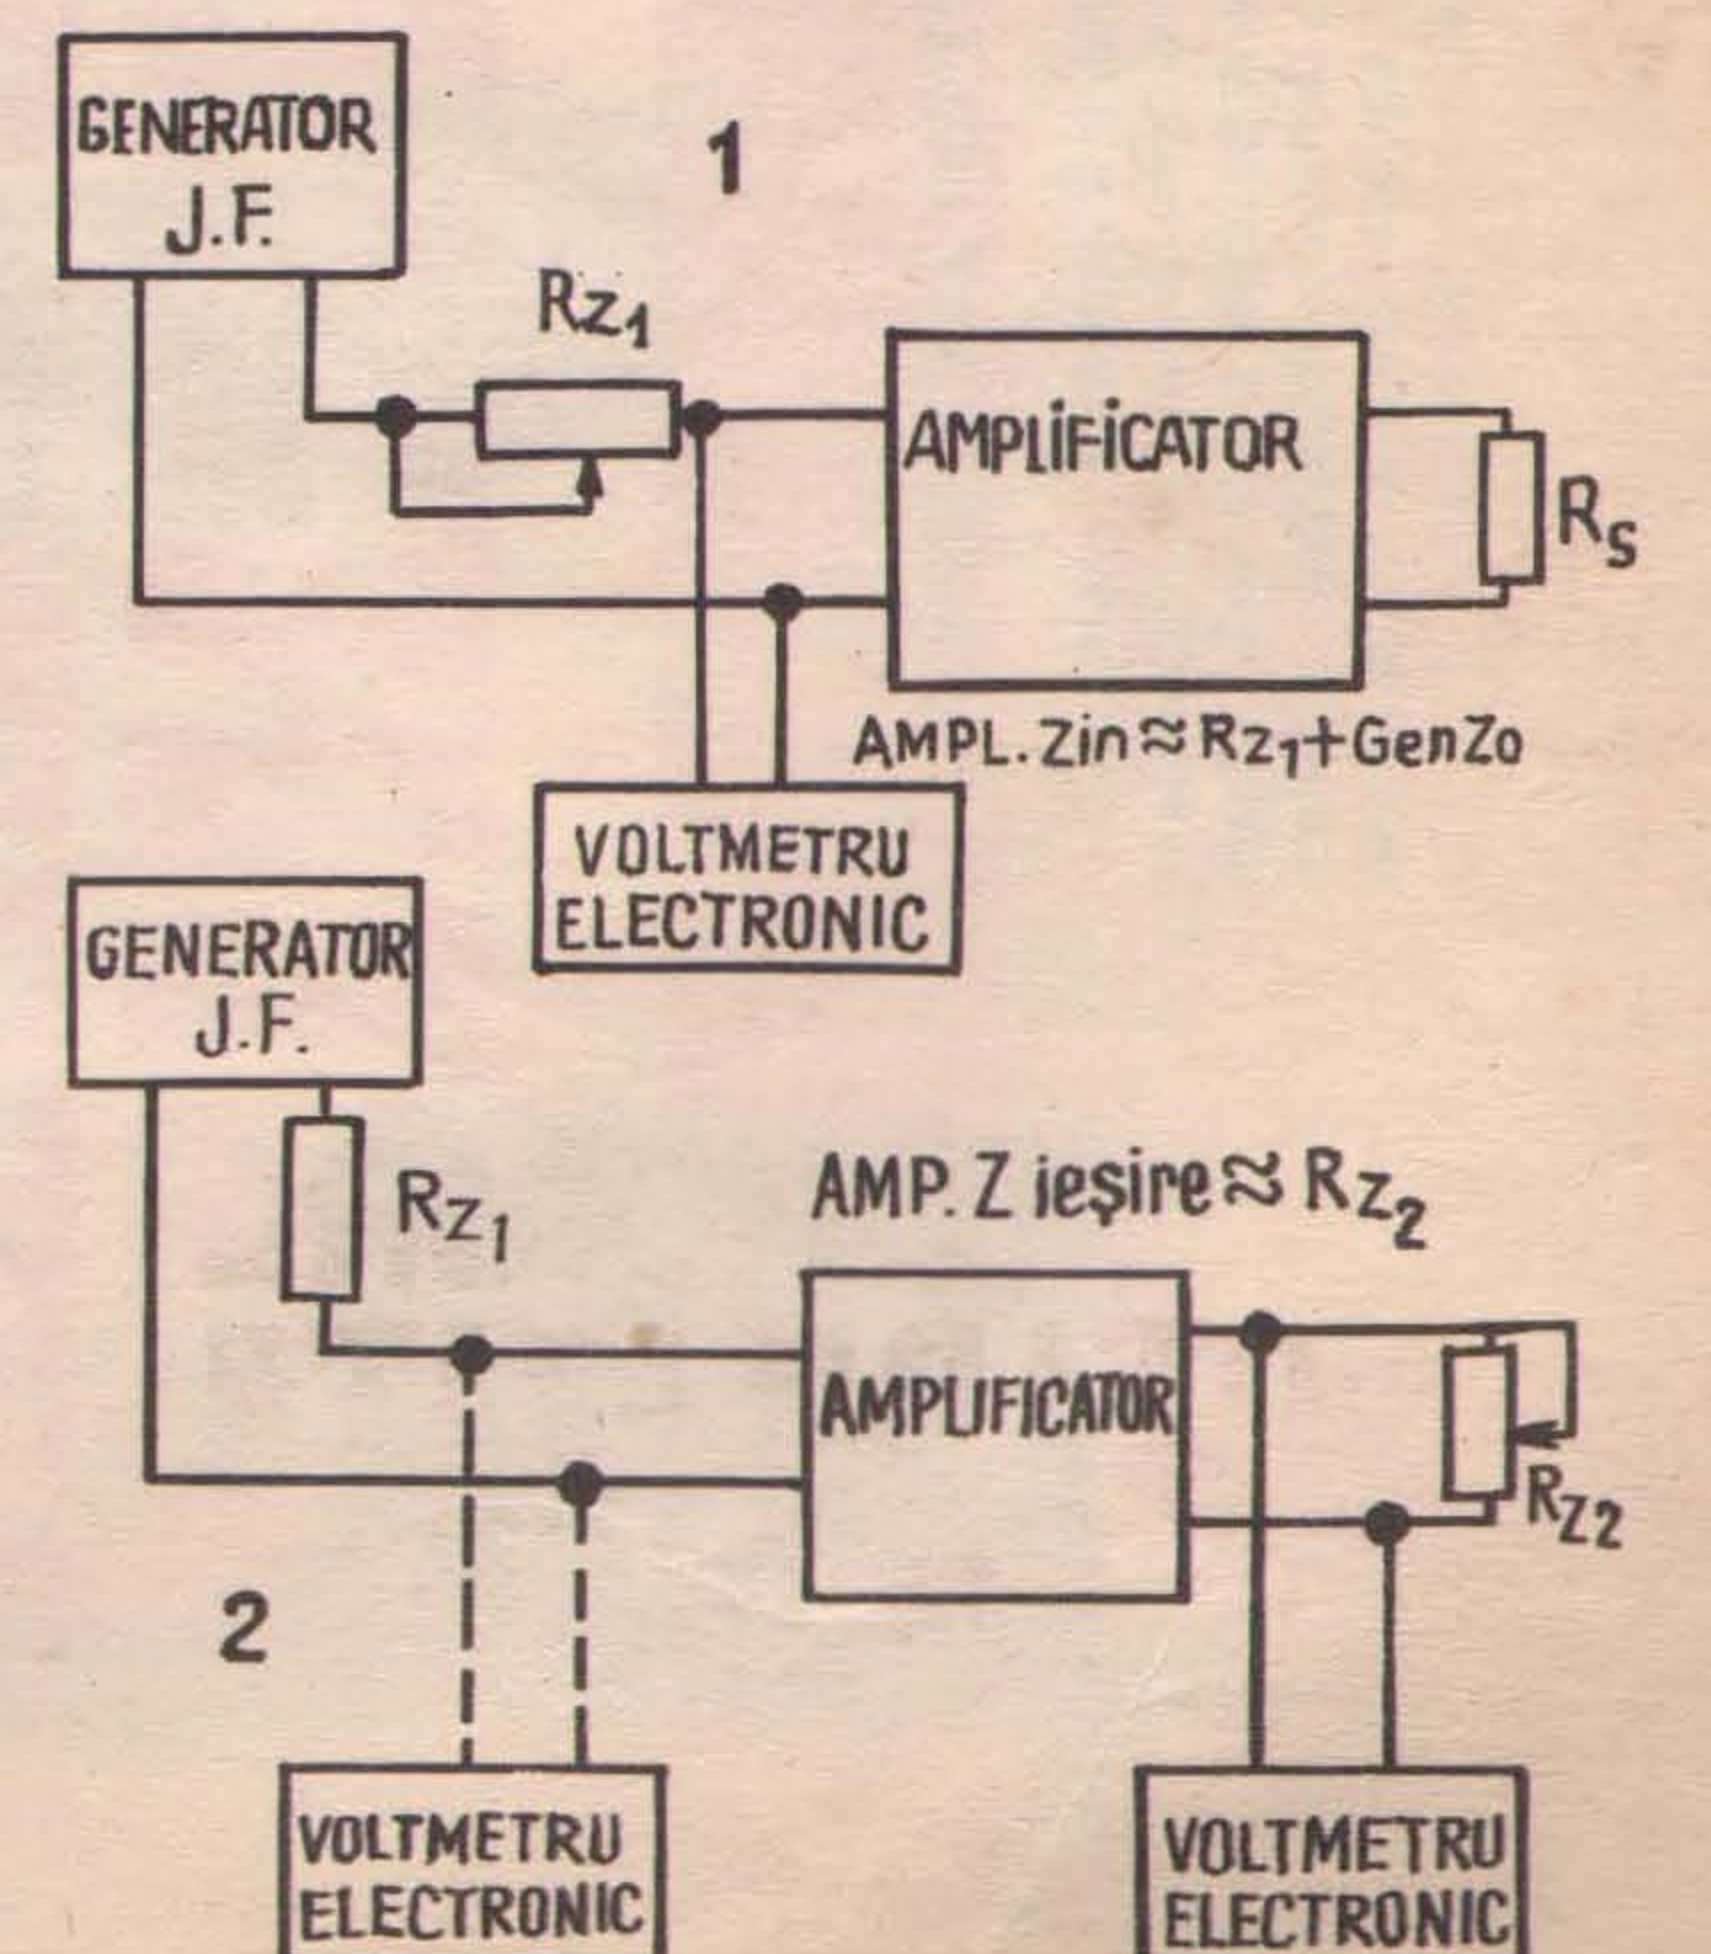 GENERATOR
J.F.
1
Rz1
AMPLiFiCATOR
Rs
AMPL. Zin ≈ Rz1+GenZo
VOLTMETRU
ELECTRONIC
GENERATOR
J.F.
Rz1
AMP. Z ieşire ≈ Rz2
AMPLIFICATOR
Rz2
2
VOLTMETRU
ELECTRONIC
VOLTMETRU
ELECTRONIC